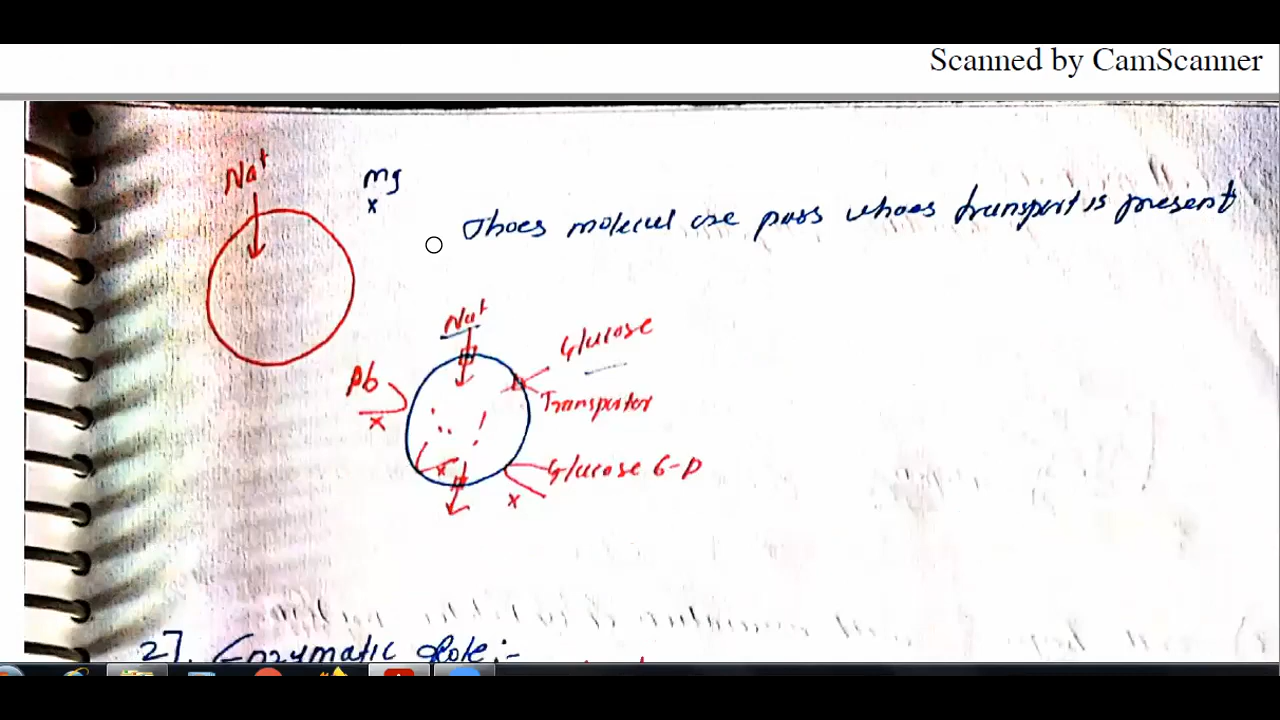 Scanned by CamScanner
Na+
mg
x
Thoes molecul are pass whoes transport is present
Na+
Glucose
Pb
x
Transporter
x
Glucose 6-P
x
2]. Enzymatic Role:-